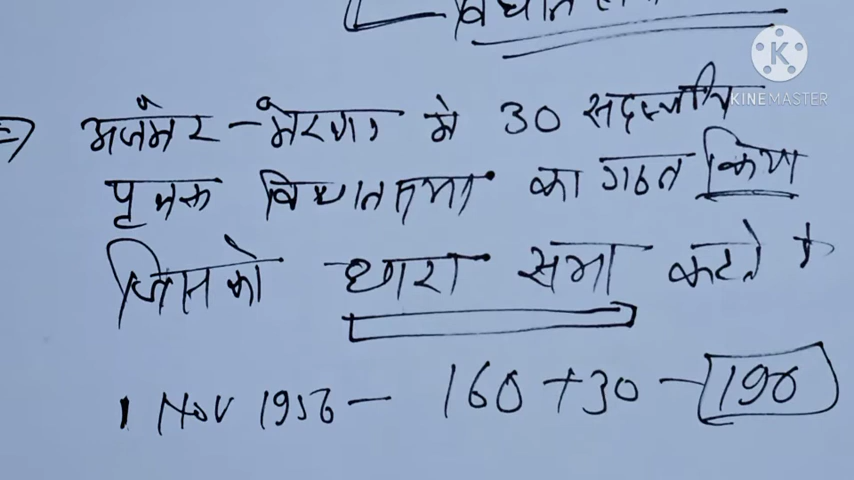 विधान
अजमेर - मेरवाड़ा मे 30 सदस्यीय
पृथक विधानसभा का गठन किया
जिसको धारा सभा कहते थे
1 Nov 1956 - 160 + 30 - 190
KINEMASTER